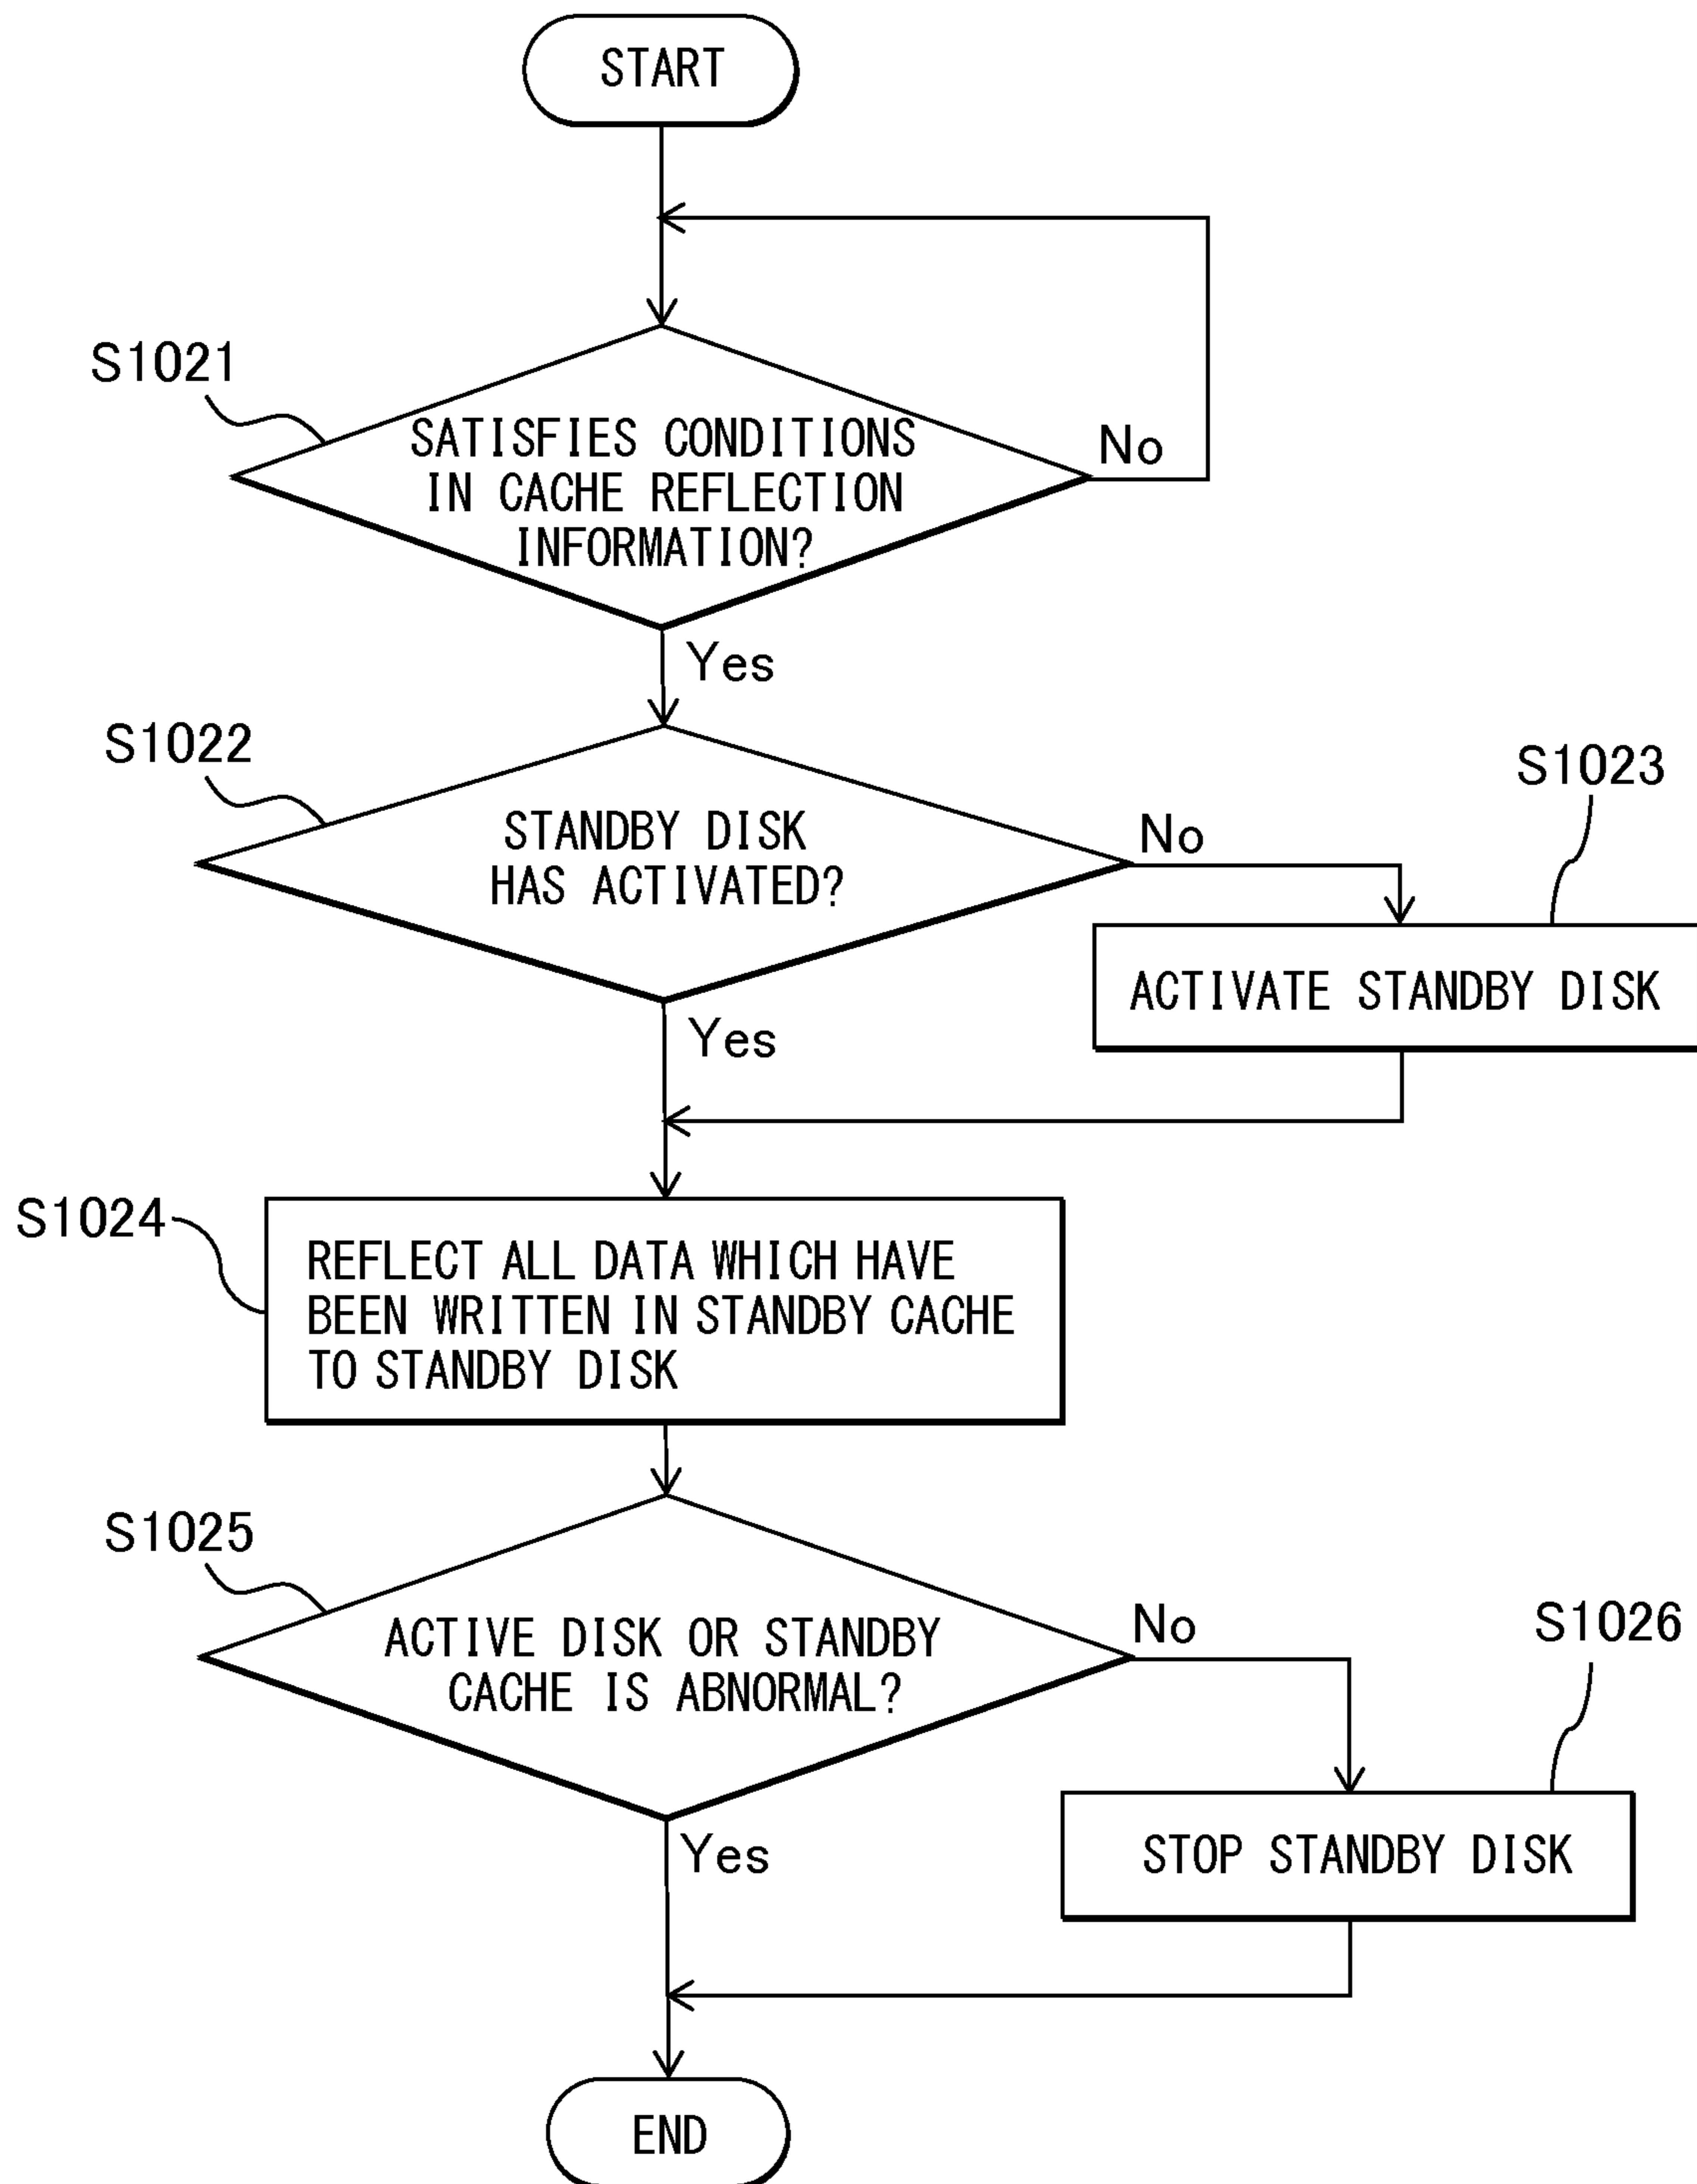 START
S1021
SATISFIES CONDITIONS
IN CACHE REFLECTION
INFORMATION?
No
Yes
S1022
STANDBY DISK
HAS ACTIVATED?
No
S1023
ACTIVATE STANDBY DISK
Yes
S1024
REFLECT ALL DATA WHICH HAVE
BEEN WRITTEN IN STANDBY CACHE
TO STANDBY DISK
S1025
ACTIVE DISK OR STANDBY
CACHE IS ABNORMAL?
No
S1026
STOP STANDBY DISK
Yes
END